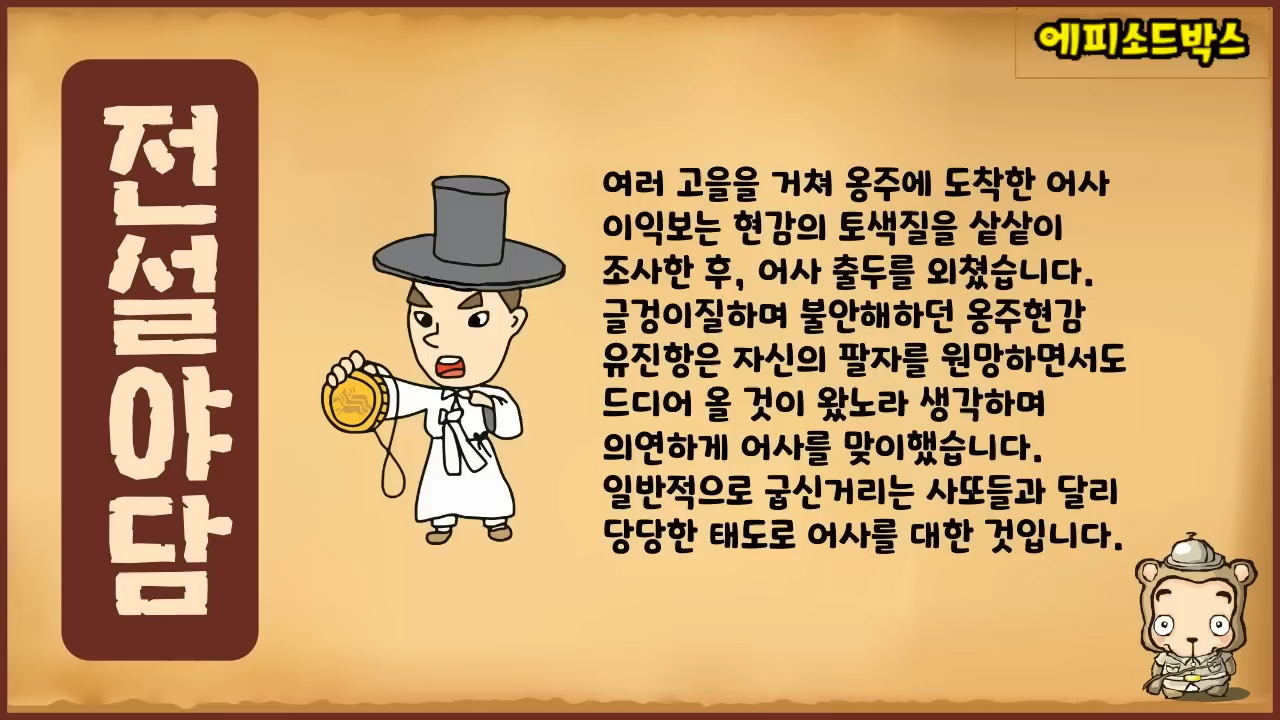 에피소드박스
전설야담
여러 고을을 거쳐 옹주에 도착한 어사
이익보는 현감의 토색질을 샅샅이
조사한 후, 어사 출두를 외쳤습니다.
글겅이질하며 불안해하던 옹주현감
유진항은 자신의 팔자를 원망하면서도
드디어 올 것이 왔노라 생각하며
의연하게 어사를 맞이했습니다.
일반적으로 굽신거리는 사또들과 달리
당당한 태도로 어사를 대한 것입니다.